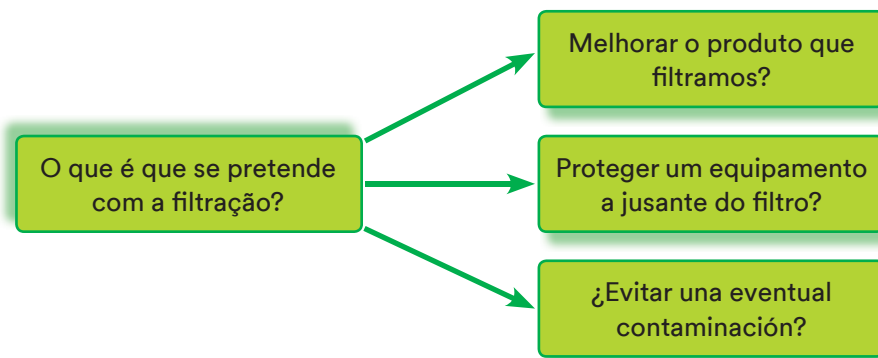 O que é que se pretende
com a filtração?
Melhorar o produto que
filtramos?
Proteger um equipamento
a jusante do filtro?
¿Evitar una eventual
contaminación?